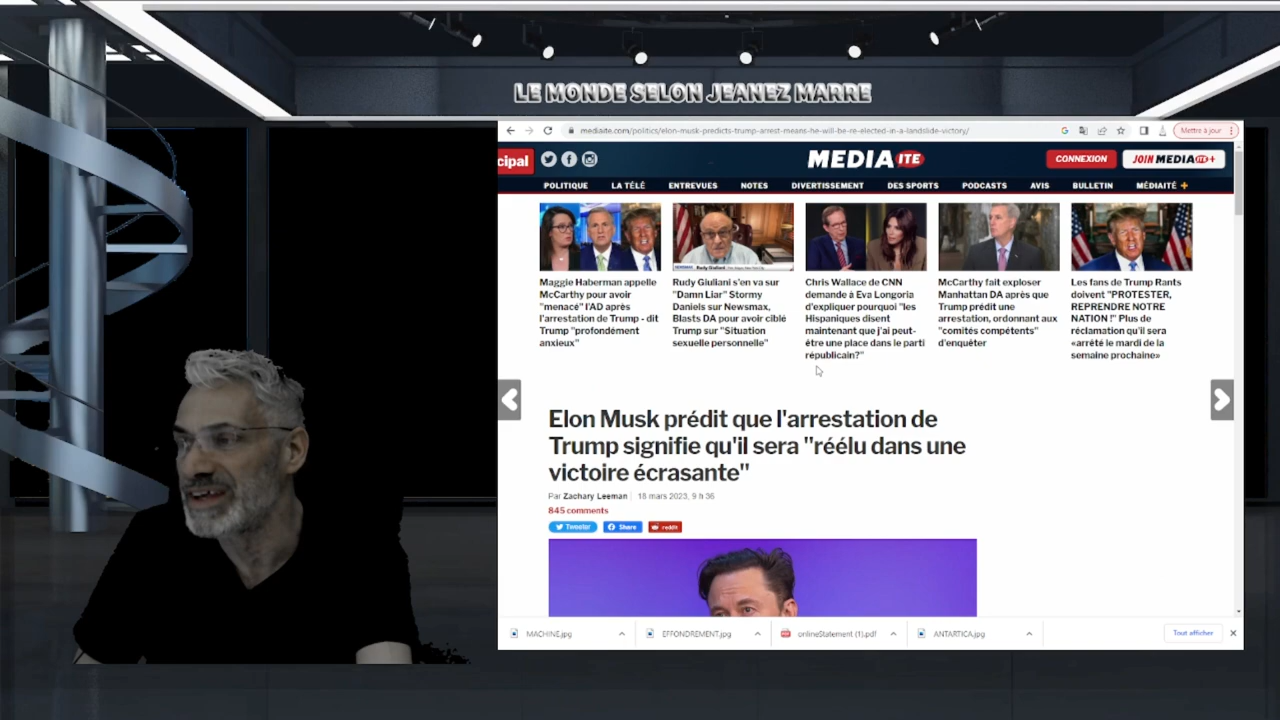 LE MONDE SELON JEANEZ MARRE
mediaite.com/politics/elon-musk-predicts-trump-arrest-means-he-will-be-re-elected-in-a-landslide-victory/
Mettre à jour
cipal
MEDIAITE
CONNEXION
JOIN MEDIAITE+
POLITIQUE LA TÉLÉ ENTREVUES NOTES DIVERTISSEMENT DES SPORTS PODCASTS AVIS BULLETIN MÉDIAITÉ +
Maggie Haberman appelle
McCarthy pour avoir
"menacé" l'AD après
l'arrestation de Trump - dit
Trump "profondément
anxieux"
Rudy Giuliani
Rudy Giuliani s'en va sur
"Damn Liar" Stormy
Daniels sur Newsmax,
Blasts DA pour avoir ciblé
Trump sur "Situation
sexuelle personnelle"
Chris Wallace de CNN
demande à Eva Longoria
d'expliquer pourquoi "les
Hispaniques disent
maintenant que j'ai peut-
être une place dans le parti
républicain?"
McCarthy fait exploser
Manhattan DA après que
Trump prédit une
arrestation, ordonnant aux
"comités compétents"
d'enquêter
Les fans de Trump Rants
doivent "PROTESTER,
REPRENDRE NOTRE
NATION !" Plus de
réclamation qu'il sera
«arrêté le mardi de la
semaine prochaine»
Elon Musk prédit que l'arrestation de
Trump signifie qu'il sera "réélu dans une
victoire écrasante"
Par Zachary Leeman | 18 mars 2023, 9 h 36
845 comments
Tweeter Share reddit
MACHINE.jpg EFFONDREMENT.jpg onlineStatement (1).pdf ANTARTICA.jpg Tout afficher